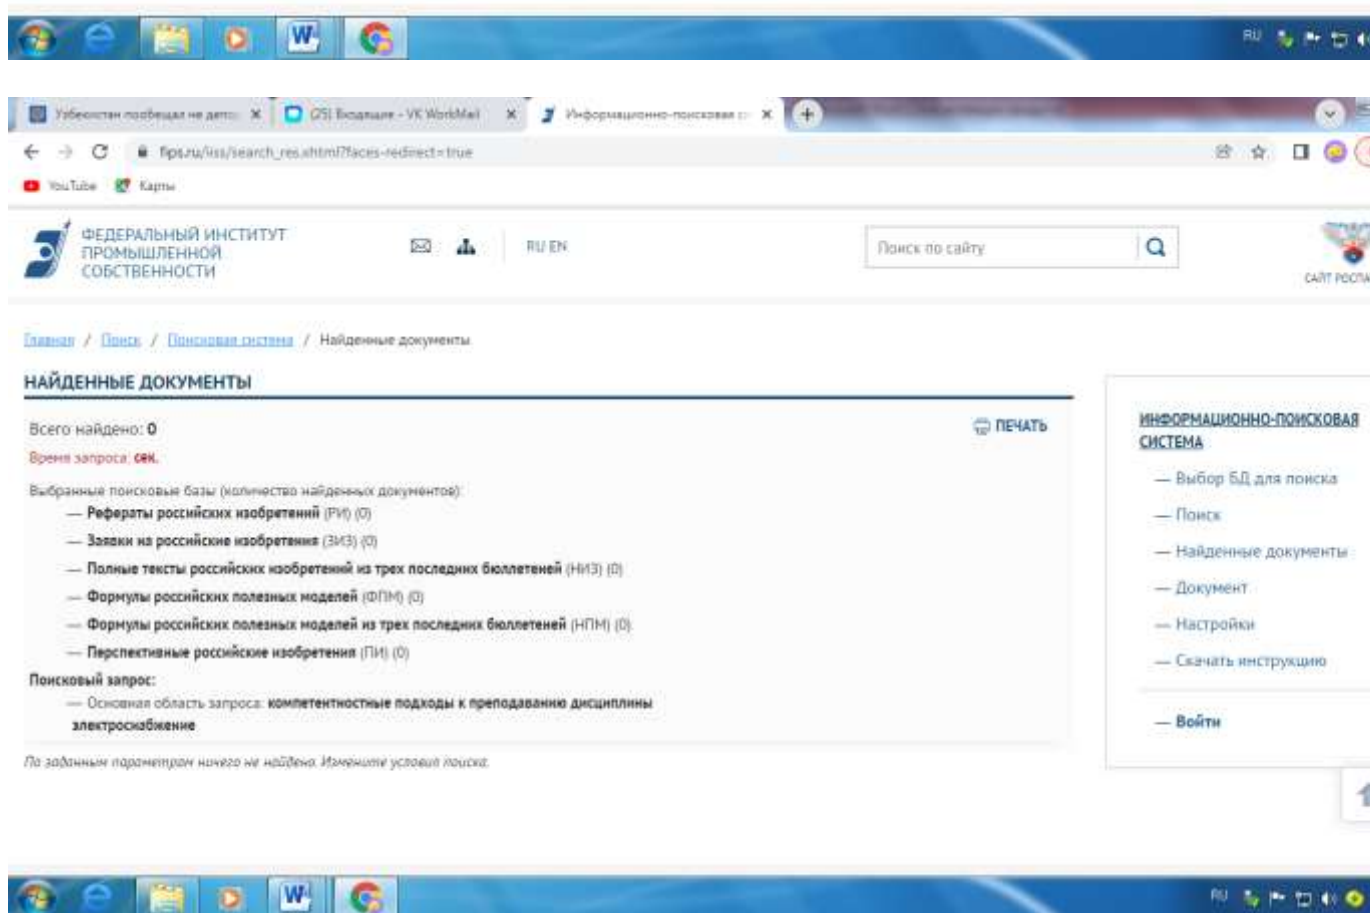 RU
Узбекистан пообещал не
(25) Входящие - VK WorkMail
Информационно-поисковая
fips.ru/iiss/search_res.xhtml?faces-redirect=true
YouTube
Карты
ФЕДЕРАЛЬНЫЙ ИНСТИТУТ
ПРОМЫШЛЕННОЙ
СОБСТВЕННОСТИ
RU EN
Поиск по сайту
САЙТ
Главная / Поиск / Поисковая система / Найденные документы
НАЙДЕННЫЕ ДОКУМЕНТЫ
Всего найдено: 0
ПЕЧАТЬ
Время запроса: сек.
Выбранные поисковые базы (количество найденных документов):
— Рефераты российских изобретений (РИ) (0)
— Заявки на российские изобретения (ЗИЗ) (0)
— Полные тексты российских изобретений из трех последних бюллетеней (НИЗ) (0)
— Формулы российских полезных моделей (ФПМ) (0)
— Формулы российских полезных моделей из трех последних бюллетеней (НПМ) (0)
— Перспективные российские изобретения (ПИ) (0)
Поисковый запрос:
— Основная область запроса: компетентностные подходы к преподаванию дисциплины
электроснабжение
По заданным параметрам ничего не найдено. Измените условия поиска.
ИНФОРМАЦИОННО-ПОИСКОВАЯ
СИСТЕМА
— Выбор БД для поиска
— Поиск
— Найденные документы
— Документ
— Настройки
— Скачать инструкцию
— Войти
RU